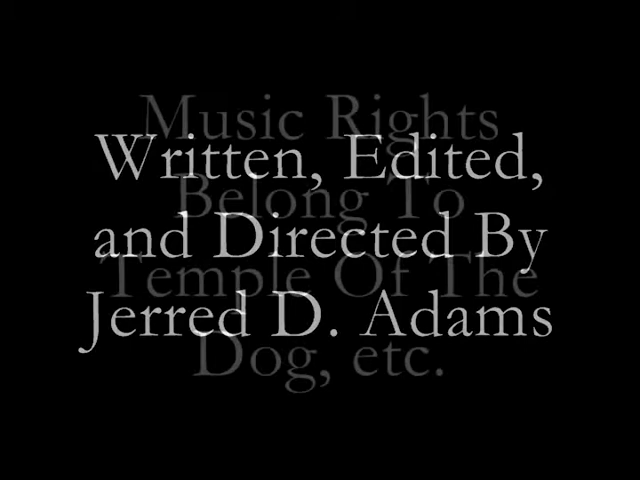 Music Rights
Written, Edited,
Belong To
and Directed By
Temple Of The
Jerred D. Adams
Dog, etc.